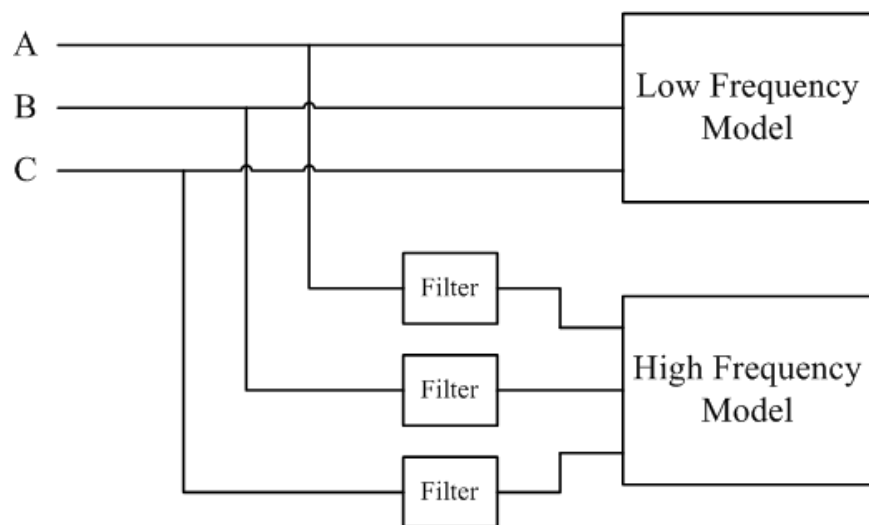 A
B
C
Low Frequency
Model
Filter
Filter
Filter
High Frequency
Model